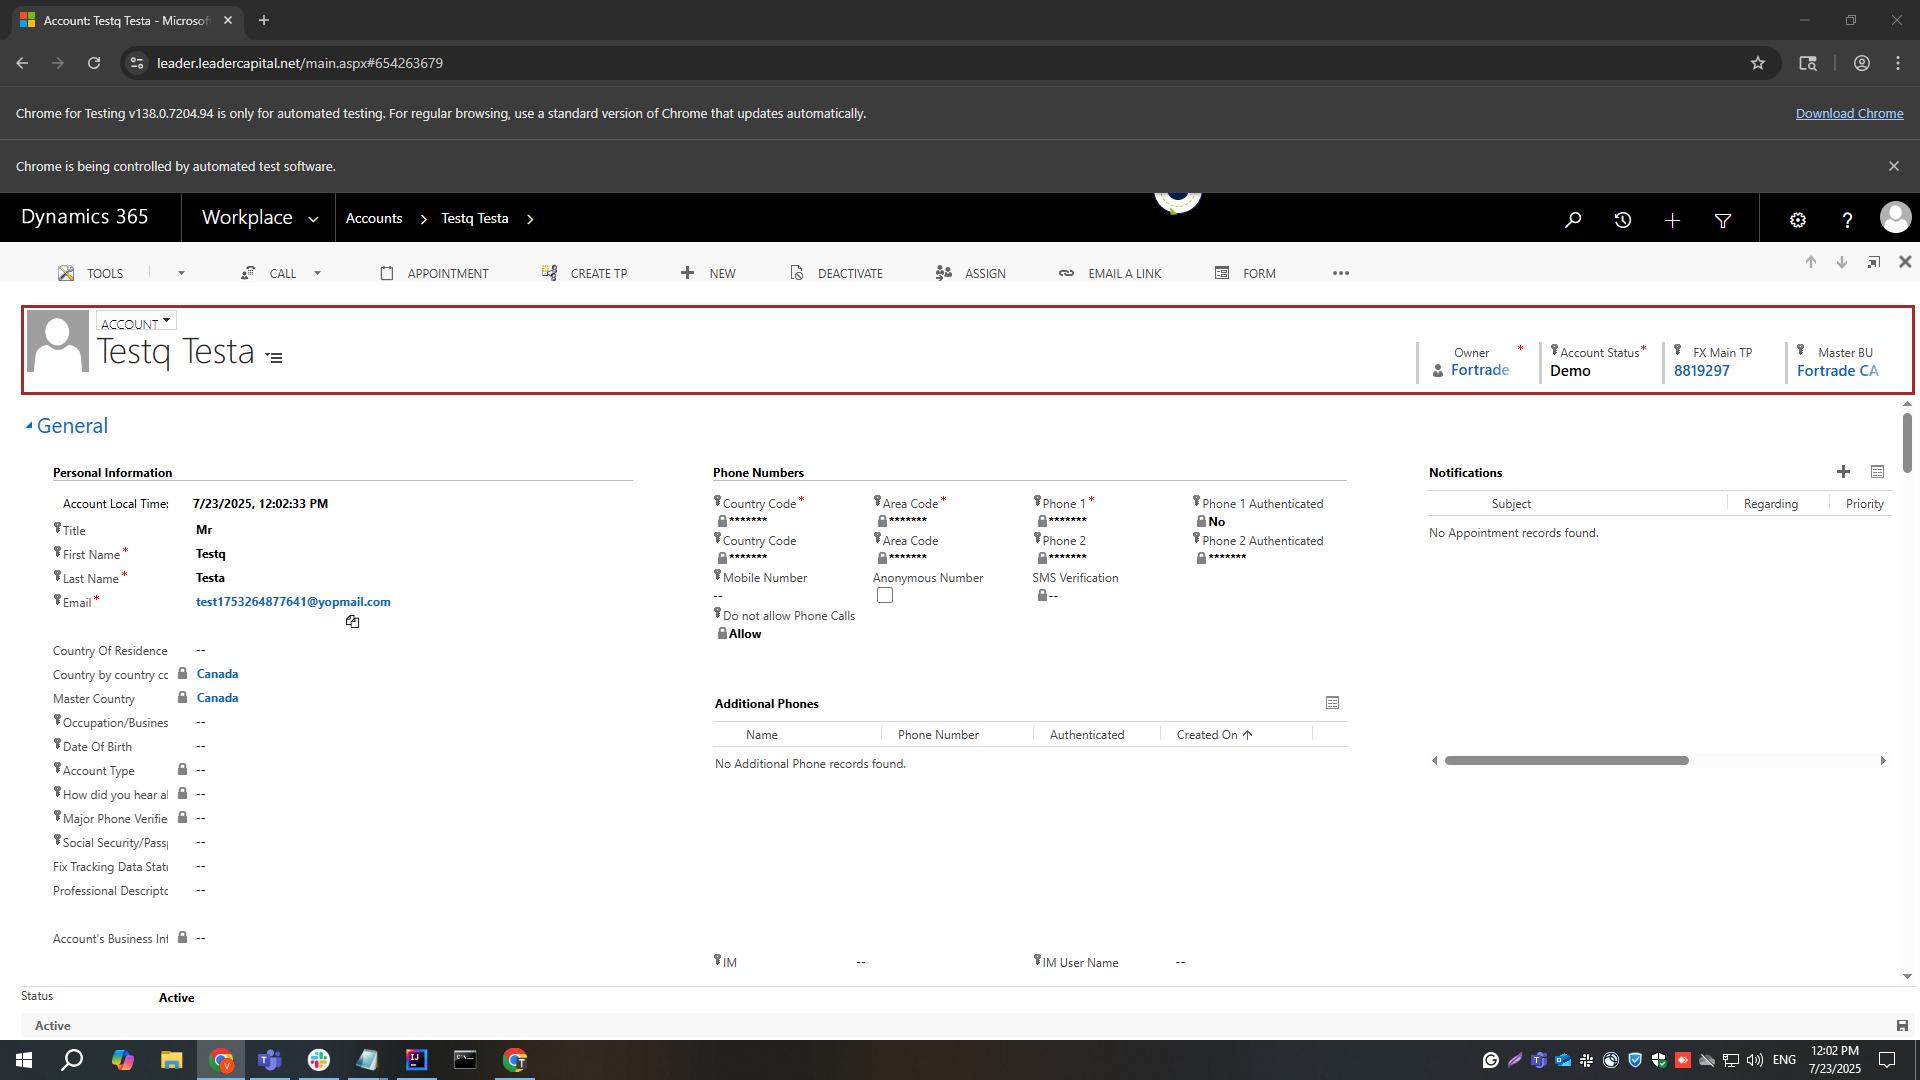 Account: Testq Testa - Microsoft
leader.leadercapital.net/main.aspx#654263679
Chrome for Testing v138.0.7204.94 is only for automated testing. For regular browsing, use a standard version of Chrome that updates automatically.
Download Chrome
Chrome is being controlled by automated test software.
Dynamics 365
Workplace
Accounts
Testq Testa
TOOLS
CALL
APPOINTMENT
CREATE TP
NEW
DEACTIVATE
ASSIGN
EMAIL A LINK
FORM
ACCOUNT
Testq Testa
Owner *
Fortrade
Account Status *
Demo
FX Main TP
8819297
Master BU
Fortrade CA
General
Personal Information
Account Local Time: 7/23/2025, 12:02:33 PM
Title Mr
First Name * Testq
Last Name * Testa
Email * test1753264877641@yopmail.com
Country Of Residence --
Country by country cc Canada
Master Country Canada
Occupation/Busines --
Date Of Birth --
Account Type --
How did you hear al --
Major Phone Verifie --
Social Security/Pass --
Fix Tracking Data Statu --
Professional Descriptc --
Account's Business Inf --
Phone Numbers
Country Code * Area Code * Phone 1 * Phone 1 Authenticated
******* ******* ******* No
Country Code Area Code Phone 2 Phone 2 Authenticated
******* ******* ******* *******
Mobile Number Anonymous Number SMS Verification
-- --
Do not allow Phone Calls
Allow
Additional Phones
Name Phone Number Authenticated Created On
No Additional Phone records found.
IM -- IM User Name --
Notifications
Subject Regarding Priority
No Appointment records found.
Status Active
Active
ENG
12:02 PM
7/23/2025